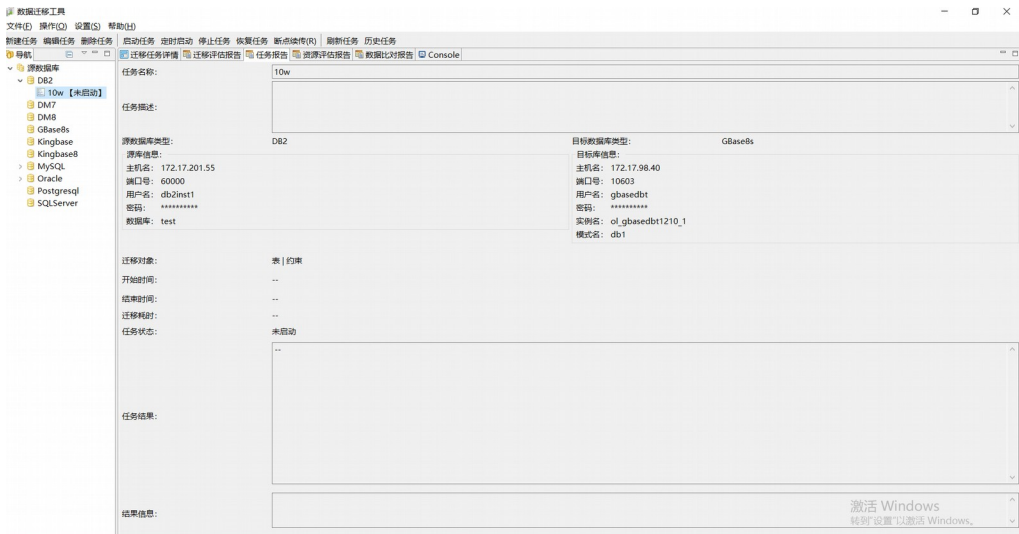 数据迁移工具
文件(F) 操作(O) 设置(S) 帮助(H)
新建任务 编辑任务 删除任务 启动任务 定时启动 停止任务 恢复任务 断点续传(R) 刷新任务 历史任务
导航 迁移任务详情 迁移评估报告 任务报告 资源评估报告 数据比对报告 Console
源数据库
DB2
10w 【未启动】
DM7
DM8
GBase8s
Kingbase
Kingbase8
MySQL
Oracle
Postgresql
SQLServer
任务名称: 10w
任务描述:
源数据库类型: DB2 目标数据库类型: GBase8s
源库信息: 目标库信息:
主机名: 172.17.201.55 主机名: 172.17.98.40
端口号: 60000 端口号: 10603
用户名: db2inst1 用户名: gbasedbt
密码: ********** 密码: **********
数据库: test 实例名: ol_gbasedbt1210_1
模式名: db1
迁移对象: 表 | 约束
开始时间: --
结束时间: --
迁移耗时: --
任务状态: 未启动
--
任务结果:
结果信息:
激活 Windows
转到"设置"以激活 Windows。